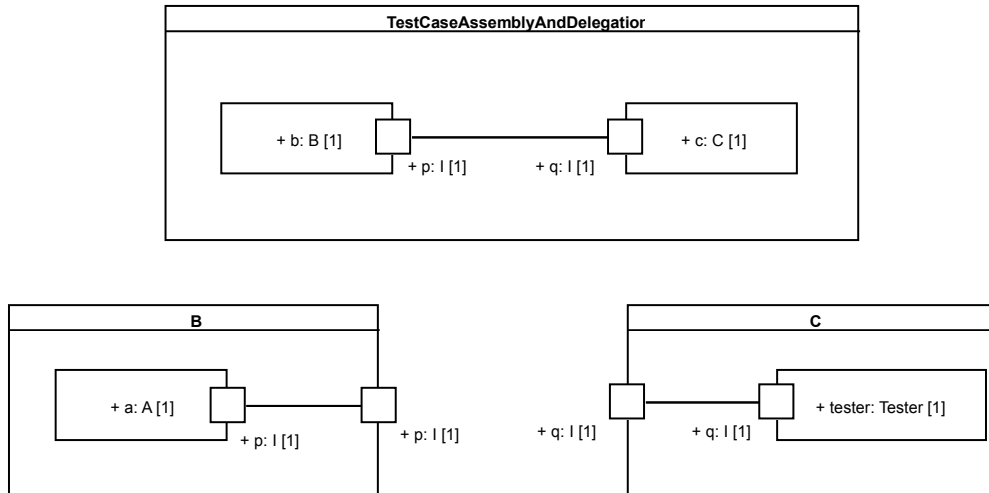 TestCaseAssemblyAndDelegatior
+ b: B [1]
+ c: C [1]
+ p: I [1]
+ q: I [1]
B
C
+ a: A [1]
+ tester: Tester [1]
+ p: I [1]
+ p: I [1]
+ q: I [1]
+ q: I [1]